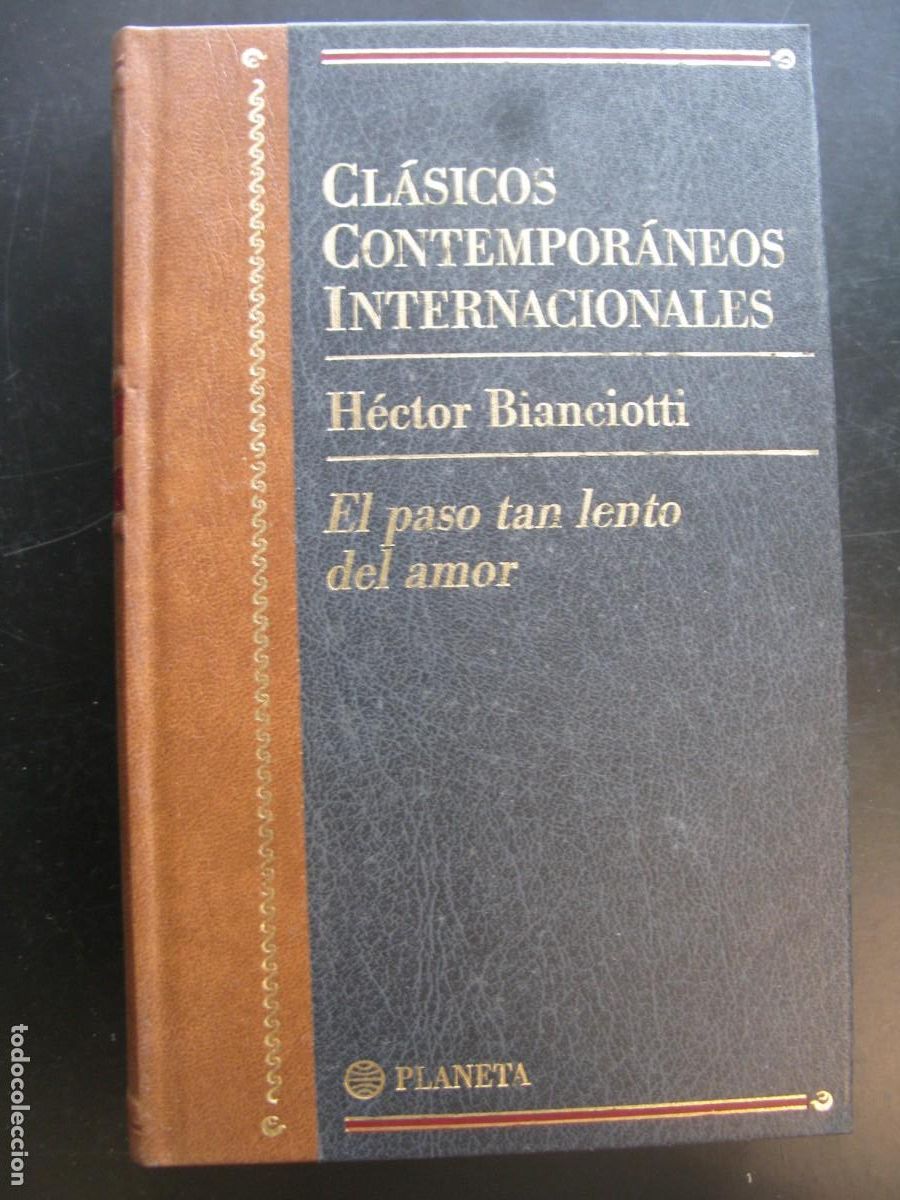 CLÁSICOS
CONTEMPORÁNEOS
INTERNACIONALES
Héctor Bianciotti
El paso tan lento
del amor
PLANETA
todocoleccion